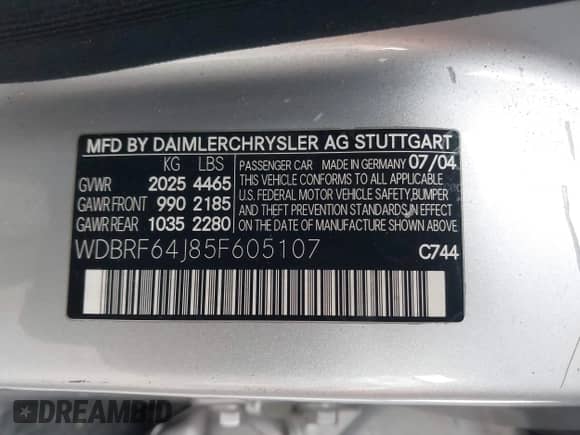 MFD BY DAIMLERCHRYSLER AG STUTTGART
KG LBS
GVWR 2025 4465
GAWR FRONT 990 2185
GAWR REAR 1035 2280
PASSENGER CAR MADE IN GERMANY 07/04
THIS VEHICLE CONFORMS TO ALL APPLICABLE
U.S. FEDERAL MOTOR VEHICLE SAFETY, BUMPER
AND THEFT PREVENTION STANDARDS IN EFFECT
ON THE DATE OF MANUFACTURE SHOWN ABOVE.
WDBRF64J85F605107 C744
DREAMBID